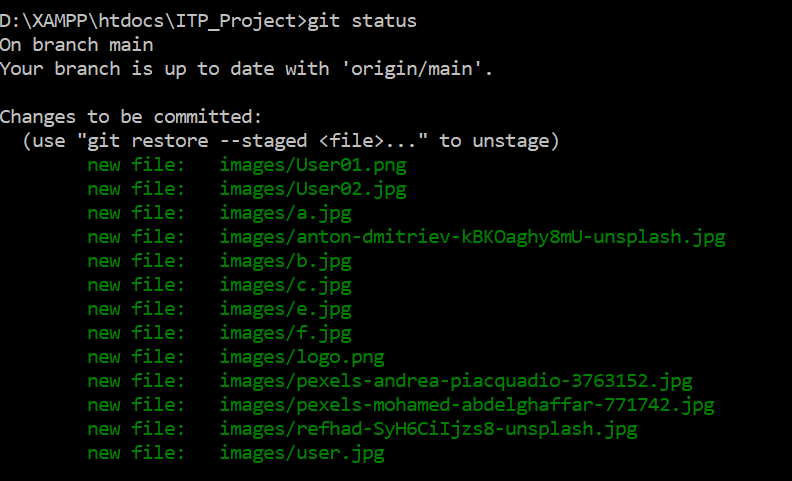 D:\XAMPP\htdocs\ITP_Project>git status
On branch main
Your branch is up to date with 'origin/main'.
Changes to be committed:
(use "git restore --staged <file>..." to unstage)
new file: images/User01.png
new file: images/User02.jpg
new file: images/a.jpg
new file: images/anton-dmitriev-kBKOaghy8mU-unsplash.jpg
new file: images/b.jpg
new file: images/c.jpg
new file: images/e.jpg
new file: images/f.jpg
new file: images/logo.png
new file: images/pexels-andrea-piacquadio-3763152.jpg
new file: images/pexels-mohamed-abdelghaffar-771742.jpg
new file: images/refhad-SyH6CiIjzs8-unsplash.jpg
new file: images/user.jpg